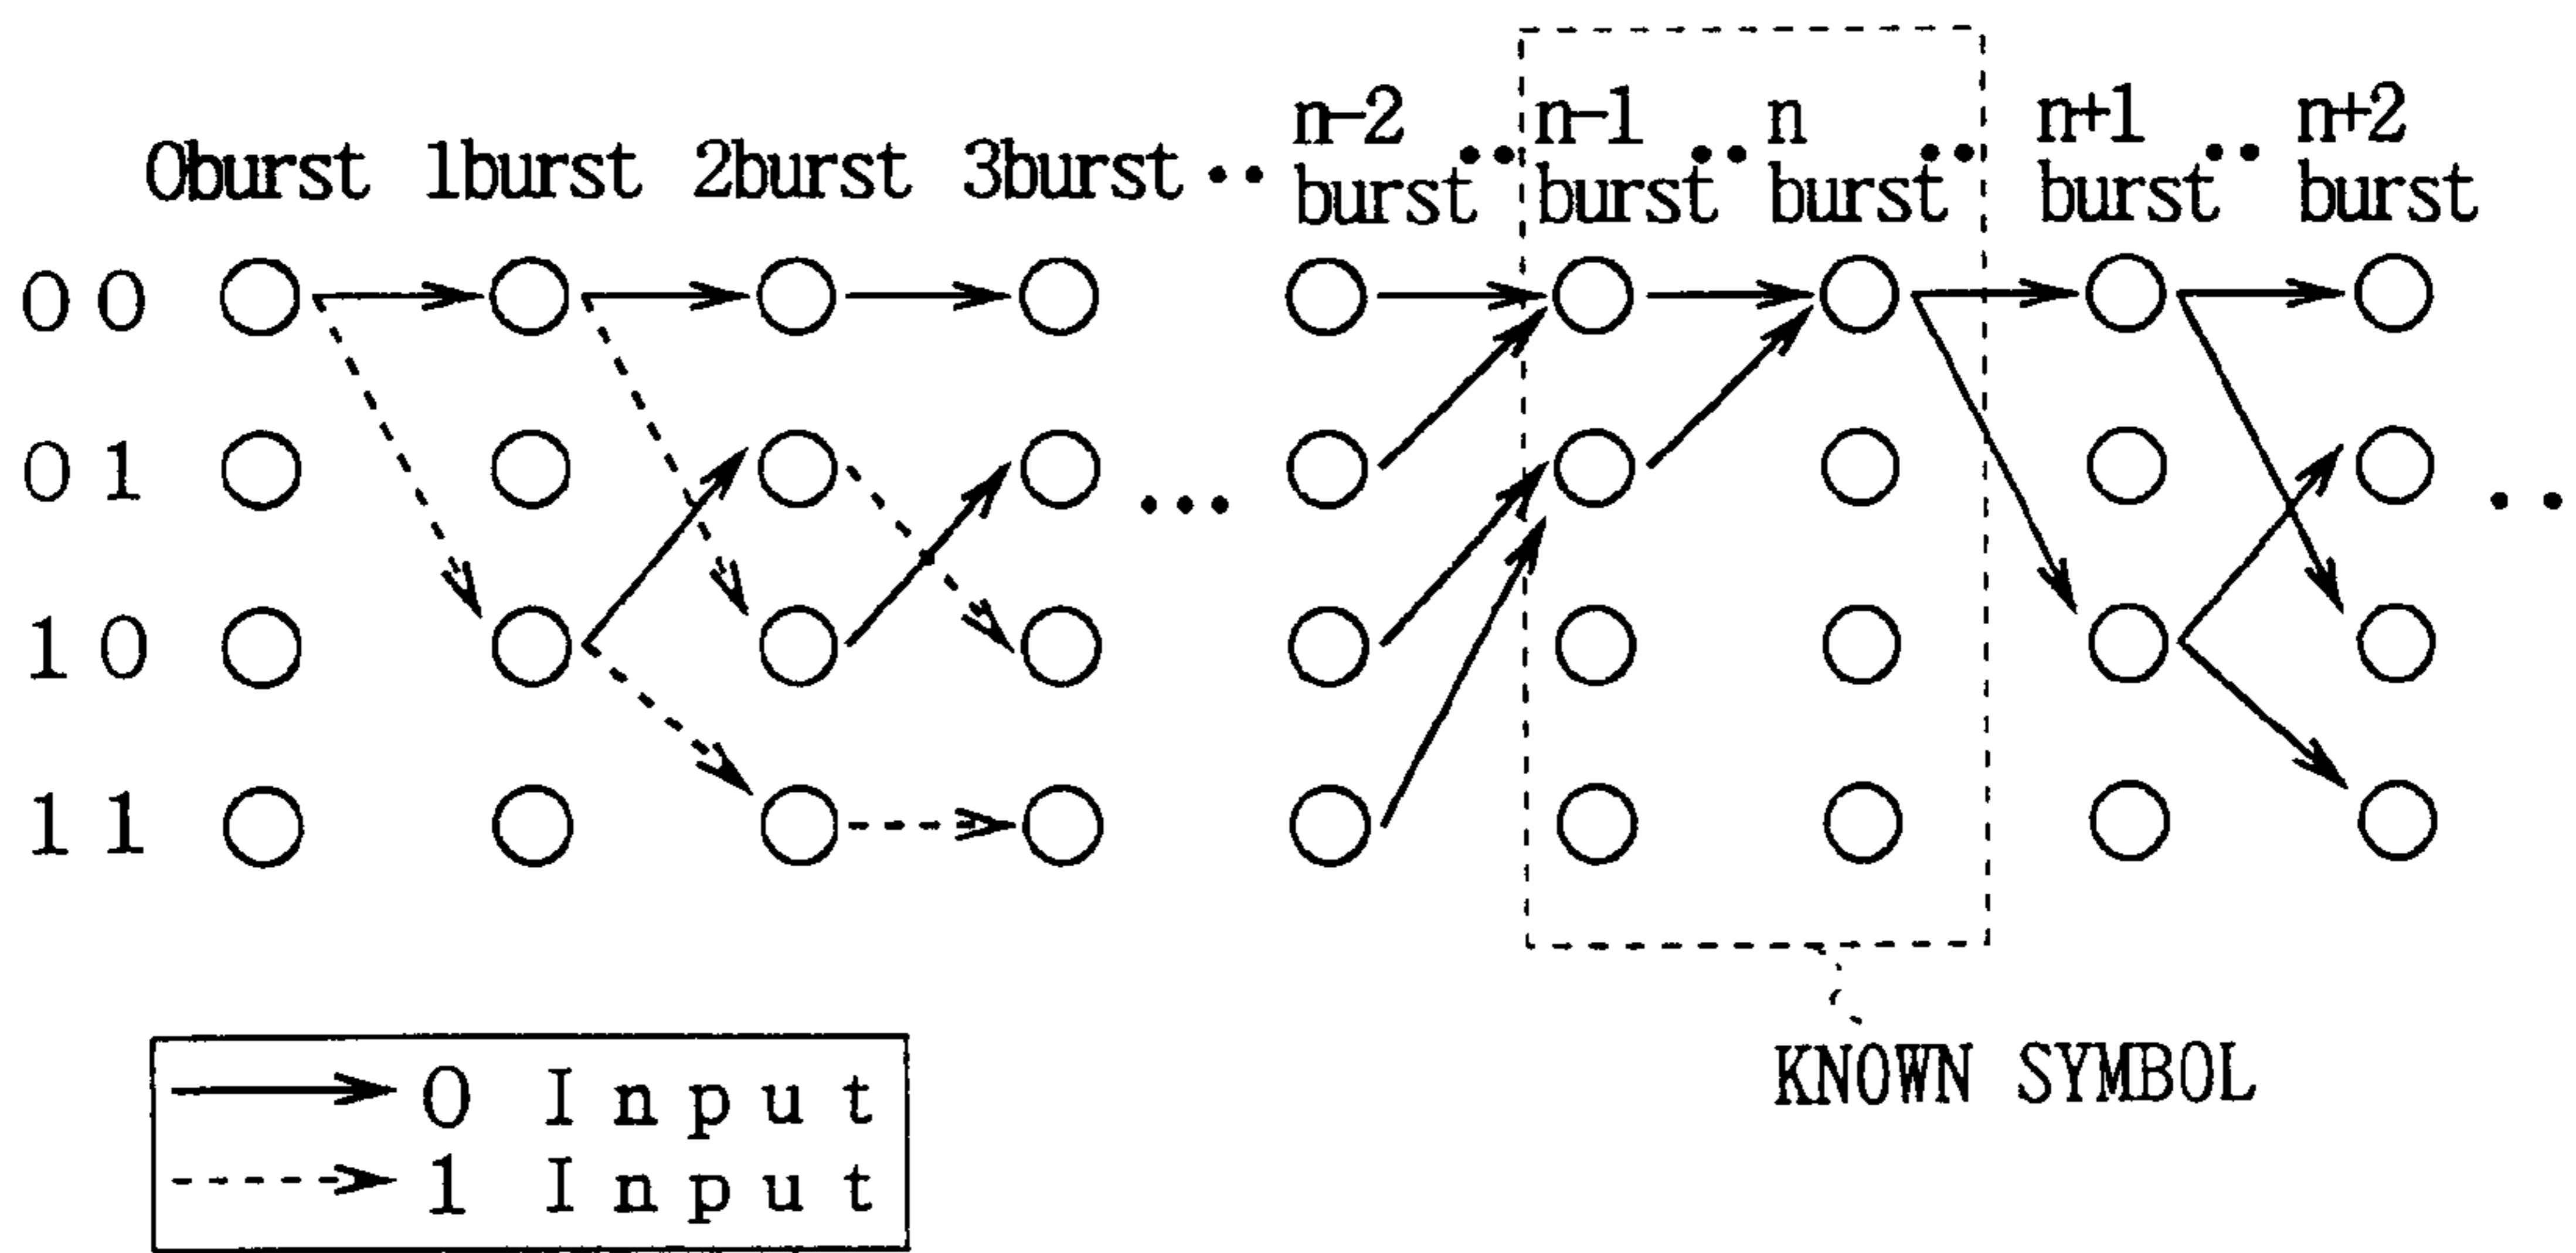 0burst 1burst 2burst 3burst ‥ n-2 burst ‥ n-1 burst ‥ n burst ‥ n+1 burst ‥ n+2 burst
0 0
0 1
1 0
1 1
KNOWN SYMBOL
0 Input
1 Input